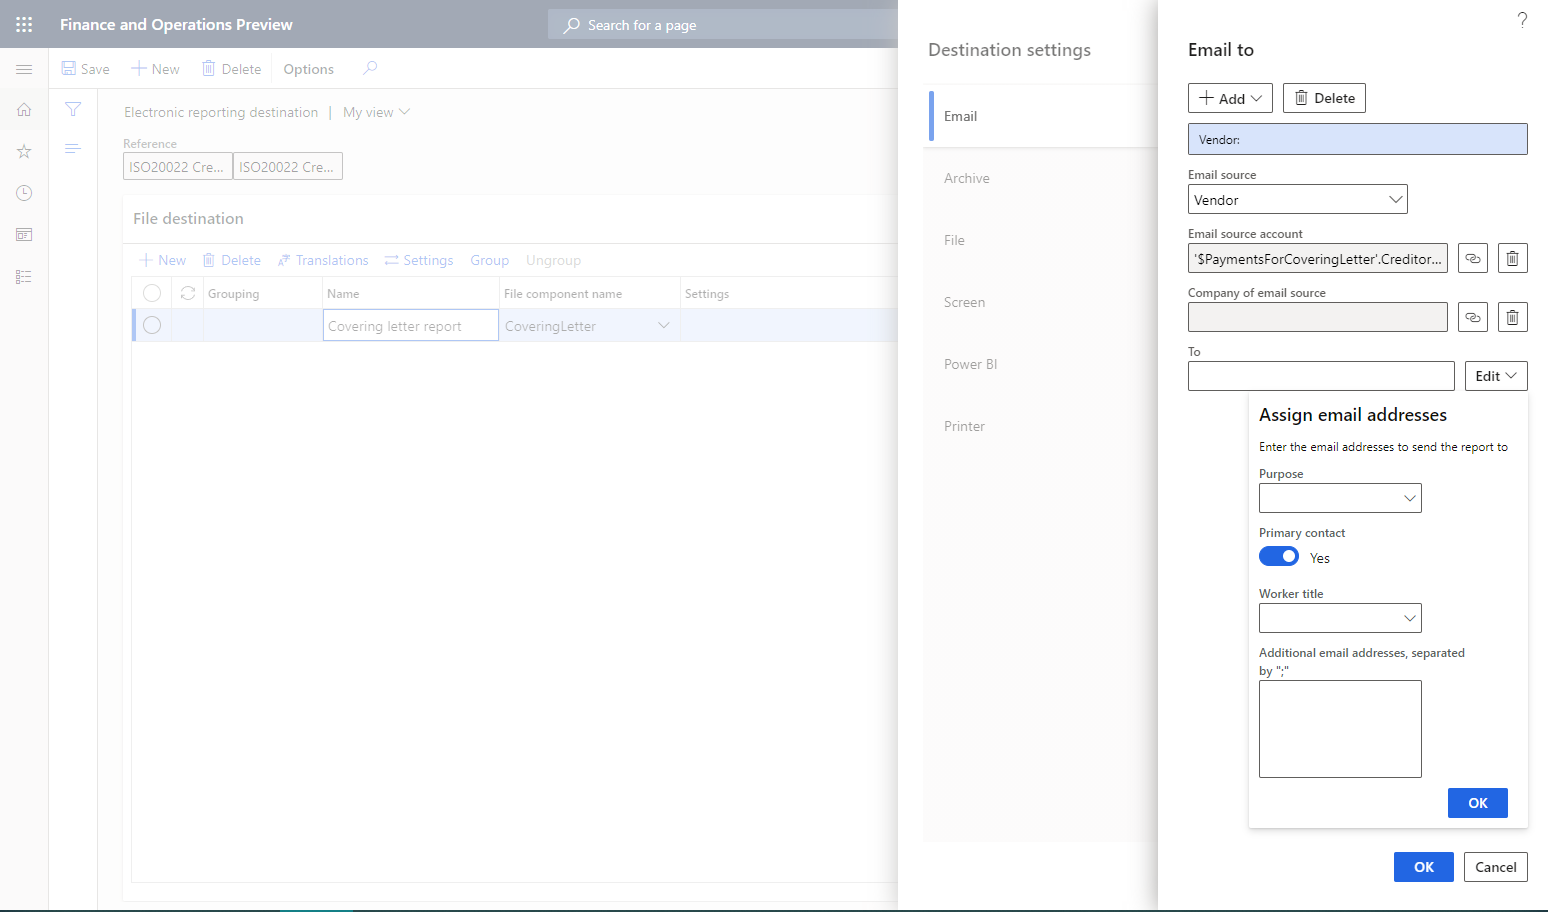 Finance and Operations Preview
Search for a page
Save
New
Delete
Options
Electronic reporting destination | My view
Reference
ISO20022 Cre...
ISO20022 Cre...
File destination
New
Delete
Translations
Settings
Group
Ungroup
Grouping
Name
File component name
Settings
Covering letter report
CoveringLetter
Destination settings
Email
Archive
File
Screen
Power BI
Printer
?
Email to
Add
Delete
Vendor:
Email source
Vendor
Email source account
'$PaymentsForCoveringLetter'.Creditor...
Company of email source
To
Edit
Assign email addresses
Enter the email addresses to send the report to
Purpose
Primary contact
Yes
Worker title
Additional email addresses, separated
by ";"
OK
OK
Cancel